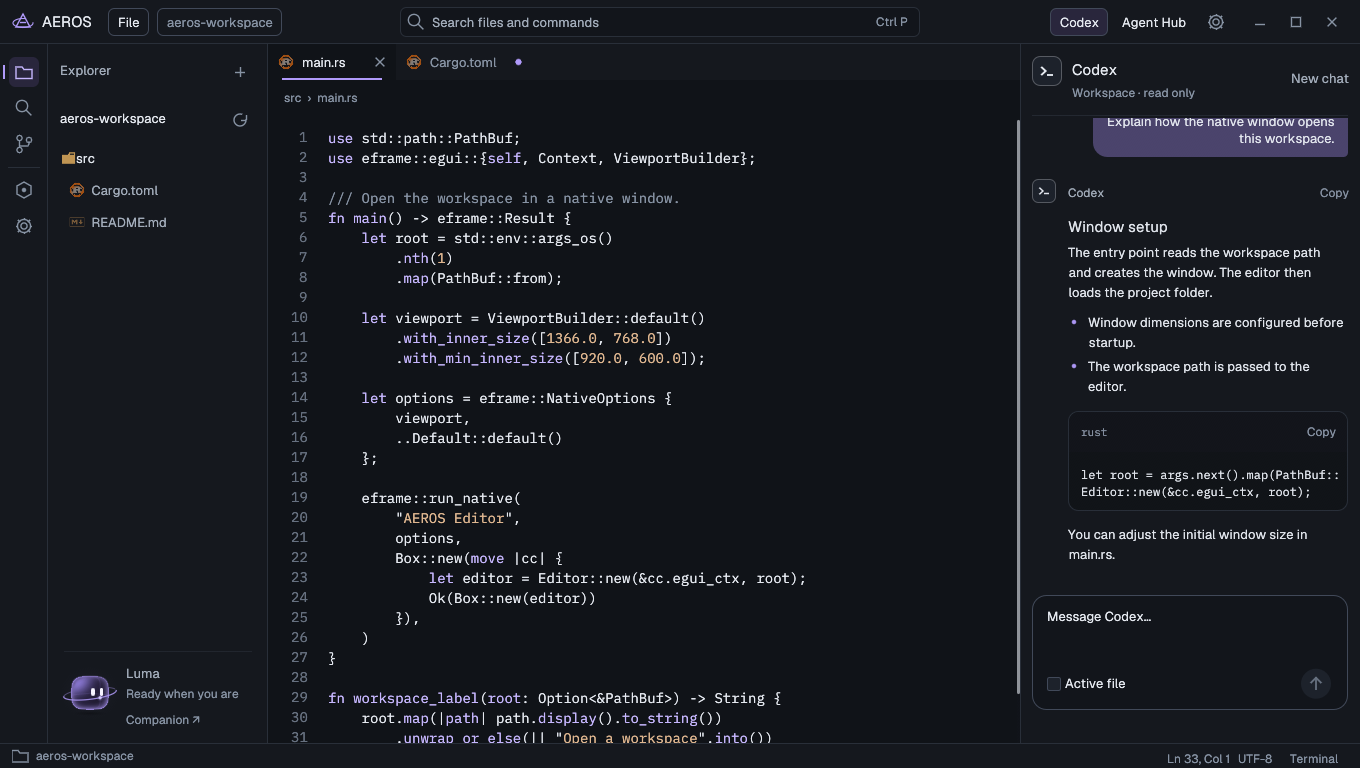 AEROS File aeros-workspace Search files and commands Ctrl P Codex Agent Hub
Explorer
aeros-workspace
src
Cargo.toml
M↓ README.md
Luma
Ready when you are
Companion ↗
main.rs Cargo.toml
src › main.rs
1 use std::path::PathBuf;
2 use eframe::egui::{self, Context, ViewportBuilder};
3
4 /// Open the workspace in a native window.
5 fn main() -> eframe::Result {
6     let root = std::env::args_os()
7         .nth(1)
8         .map(PathBuf::from);
9
10     let viewport = ViewportBuilder::default()
11         .with_inner_size([1366.0, 768.0])
12         .with_min_inner_size([920.0, 600.0]);
13
14     let options = eframe::NativeOptions {
15         viewport,
16         ..Default::default()
17     };
18
19     eframe::run_native(
20         "AEROS Editor",
21         options,
22         Box::new(move |cc| {
23             let editor = Editor::new(&cc.egui_ctx, root);
24             Ok(Box::new(editor))
25         }),
26     )
27 }
28
29 fn workspace_label(root: Option<&PathBuf>) -> String {
30     root.map(|path| path.display().to_string())
31         .unwrap_or_else(|| "Open a workspace".into())
Codex
Workspace · read only
New chat
Explain how the native window opens
this workspace.
Codex Copy
Window setup
The entry point reads the workspace path
and creates the window. The editor then
loads the project folder.
• Window dimensions are configured before
startup.
• The workspace path is passed to the
editor.
rust Copy
let root = args.next().map(PathBuf::
Editor::new(&cc.egui_ctx, root);
You can adjust the initial window size in
main.rs.
Message Codex…
Active file
aeros-workspace
Ln 33, Col 1 UTF-8 Terminal